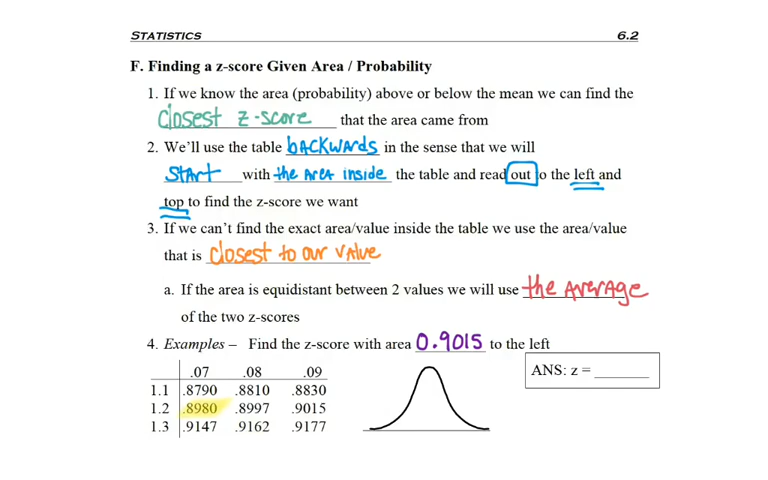 STATISTICS 6.2
F. Finding a z-score Given Area / Probability
1. If we know the area (probability) above or below the mean we can find the
closest z-score that the area came from
2. We'll use the table backwards in the sense that we will
start with the area inside the table and read out to the left and
top to find the z-score we want
3. If we can't find the exact area/value inside the table we use the area/value
that is closest to our value
a. If the area is equidistant between 2 values we will use the average
of the two z-scores
4. Examples – Find the z-score with area 0.9015 to the left
ANS: z = ________
.07 .08 .09
1.1 .8790 .8810 .8830
1.2 .8980 .8997 .9015
1.3 .9147 .9162 .9177